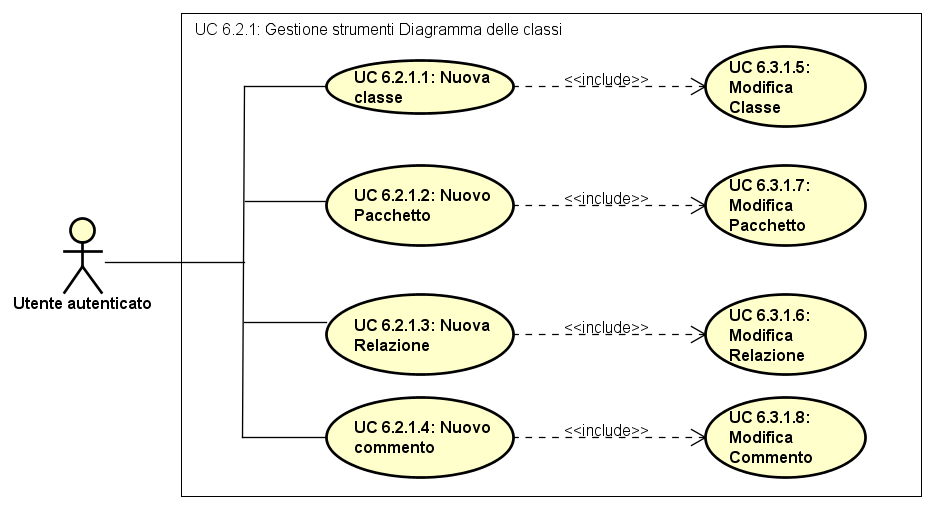 UC 6.2.1: Gestione strumenti Diagramma delle classi
UC 6.2.1.1: Nuova
classe
<<include>>
UC 6.3.1.5:
Modifica
Classe
UC 6.2.1.2: Nuovo
Pacchetto
<<include>>
UC 6.3.1.7:
Modifica
Pacchetto
Utente autenticato
UC 6.2.1.3: Nuova
Relazione
<<include>>
UC 6.3.1.6:
Modifica
Relazione
UC 6.2.1.4: Nuovo
commento
<<include>>
UC 6.3.1.8:
Modifica
Commento